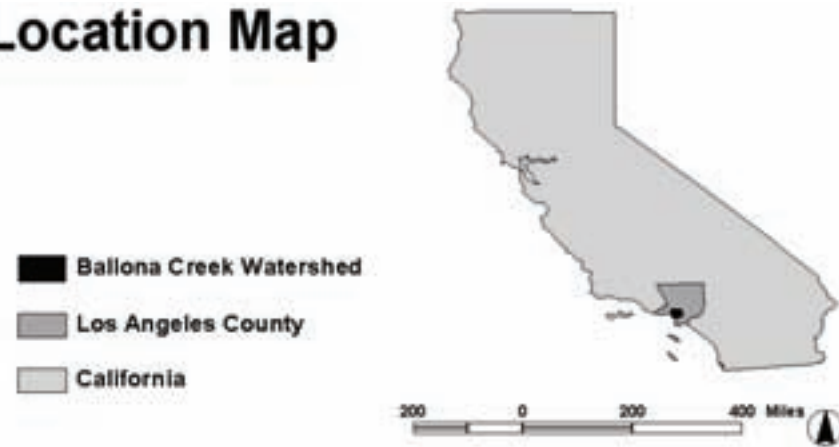 Location Map
Ballona Creek Watershed
Los Angeles County
California
200 0 200 400 Miles